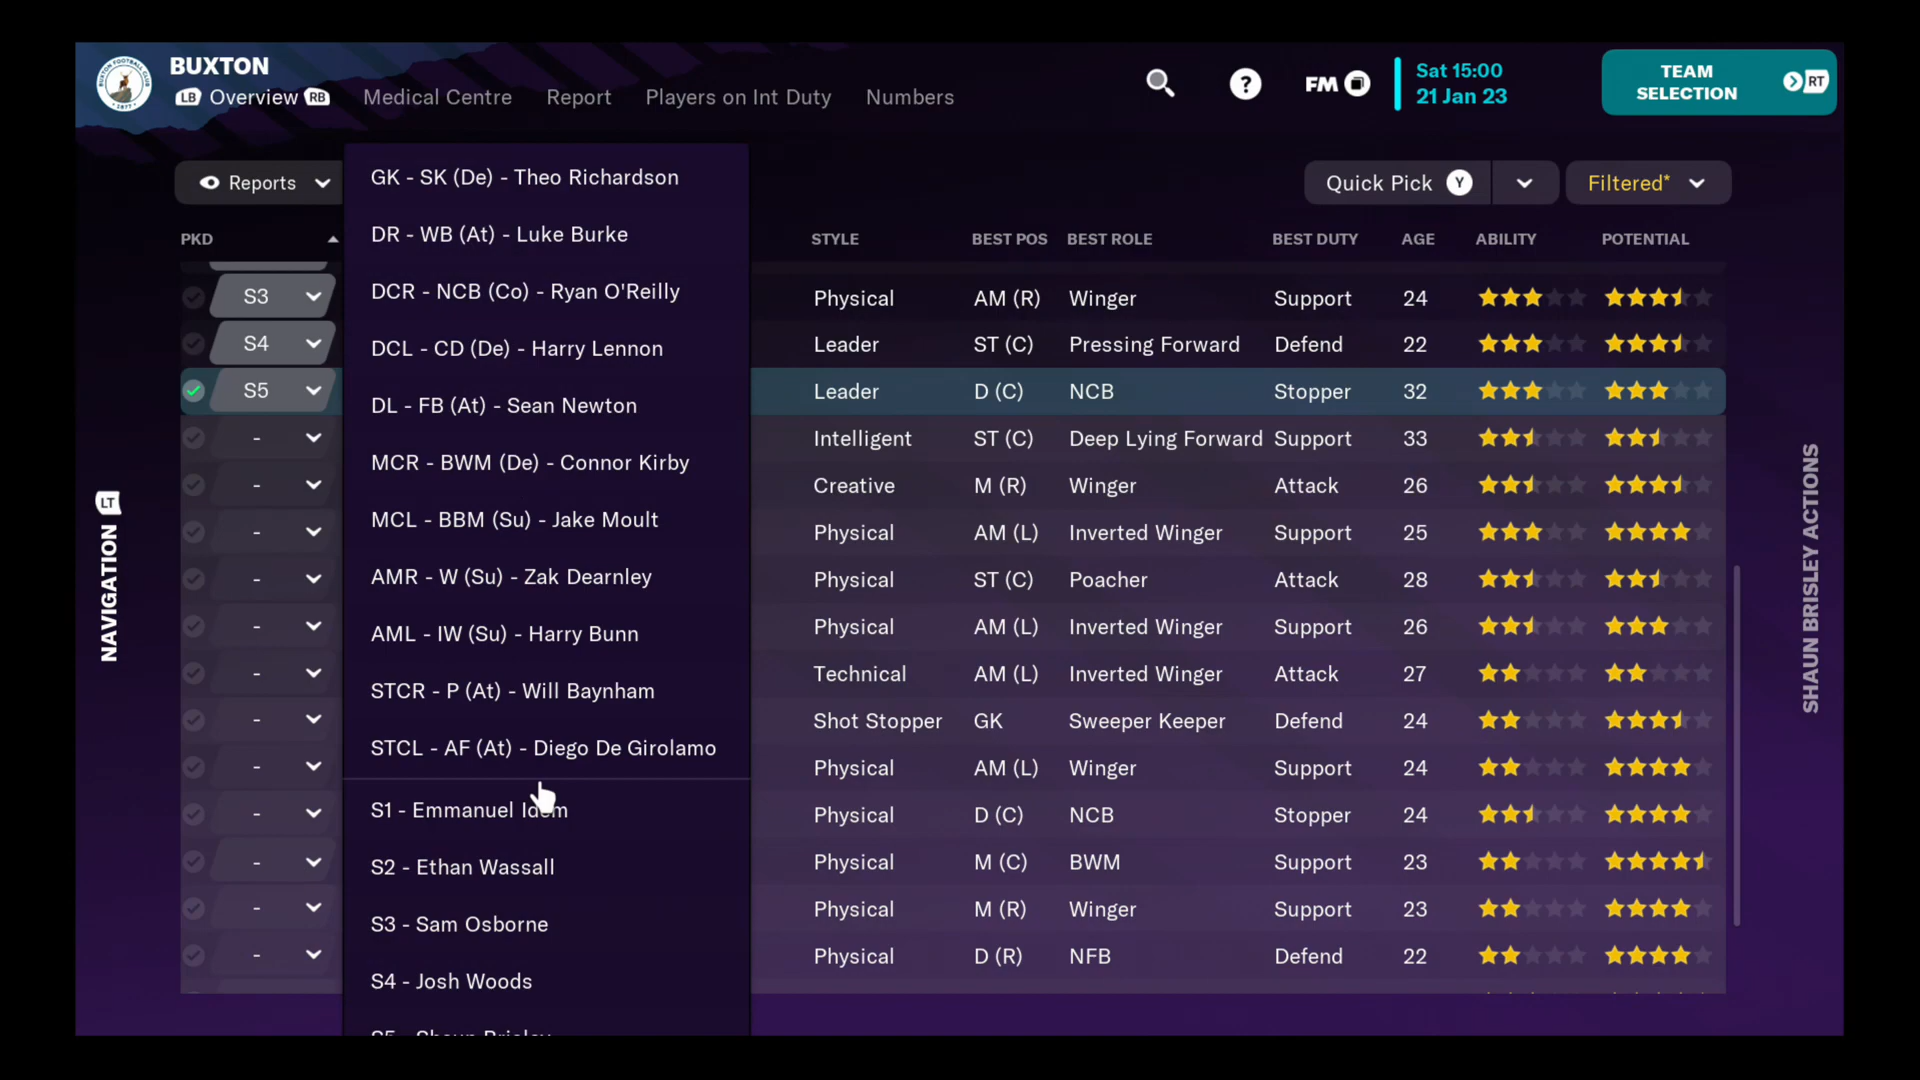 BUXTON
LB Overview RB Medical Centre Report Players on Int Duty Numbers
? FM Sat 15:00
21 Jan 23
TEAM
SELECTION
RT
Reports
Quick Pick Y
Filtered*
PKD STYLE BEST POS BEST ROLE BEST DUTY AGE ABILITY POTENTIAL
GK - SK (De) - Theo Richardson
DR - WB (At) - Luke Burke
DCR - NCB (Co) - Ryan O'Reilly
DCL - CD (De) - Harry Lennon
DL - FB (At) - Sean Newton
MCR - BWM (De) - Connor Kirby
MCL - BBM (Su) - Jake Moult
AMR - W (Su) - Zak Dearnley
AML - IW (Su) - Harry Bunn
STCR - P (At) - Will Baynham
STCL - AF (At) - Diego De Girolamo
S1 - Emmanuel Idem
S2 - Ethan Wassall
S3 - Sam Osborne
S4 - Josh Woods
S5 - Shaun Brisley
S3 Physical AM (R) Winger Support 24
S4 Leader ST (C) Pressing Forward Defend 22
S5 Leader D (C) NCB Stopper 32
- Intelligent ST (C) Deep Lying Forward Support 33
- Creative M (R) Winger Attack 26
- Physical AM (L) Inverted Winger Support 25
- Physical ST (C) Poacher Attack 28
- Physical AM (L) Inverted Winger Support 26
- Technical AM (L) Inverted Winger Attack 27
- Shot Stopper GK Sweeper Keeper Defend 24
- Physical AM (L) Winger Support 24
- Physical D (C) NCB Stopper 24
- Physical M (C) BWM Support 23
- Physical M (R) Winger Support 23
- Physical D (R) NFB Defend 22
NAVIGATION LT
SHAUN BRISLEY ACTIONS